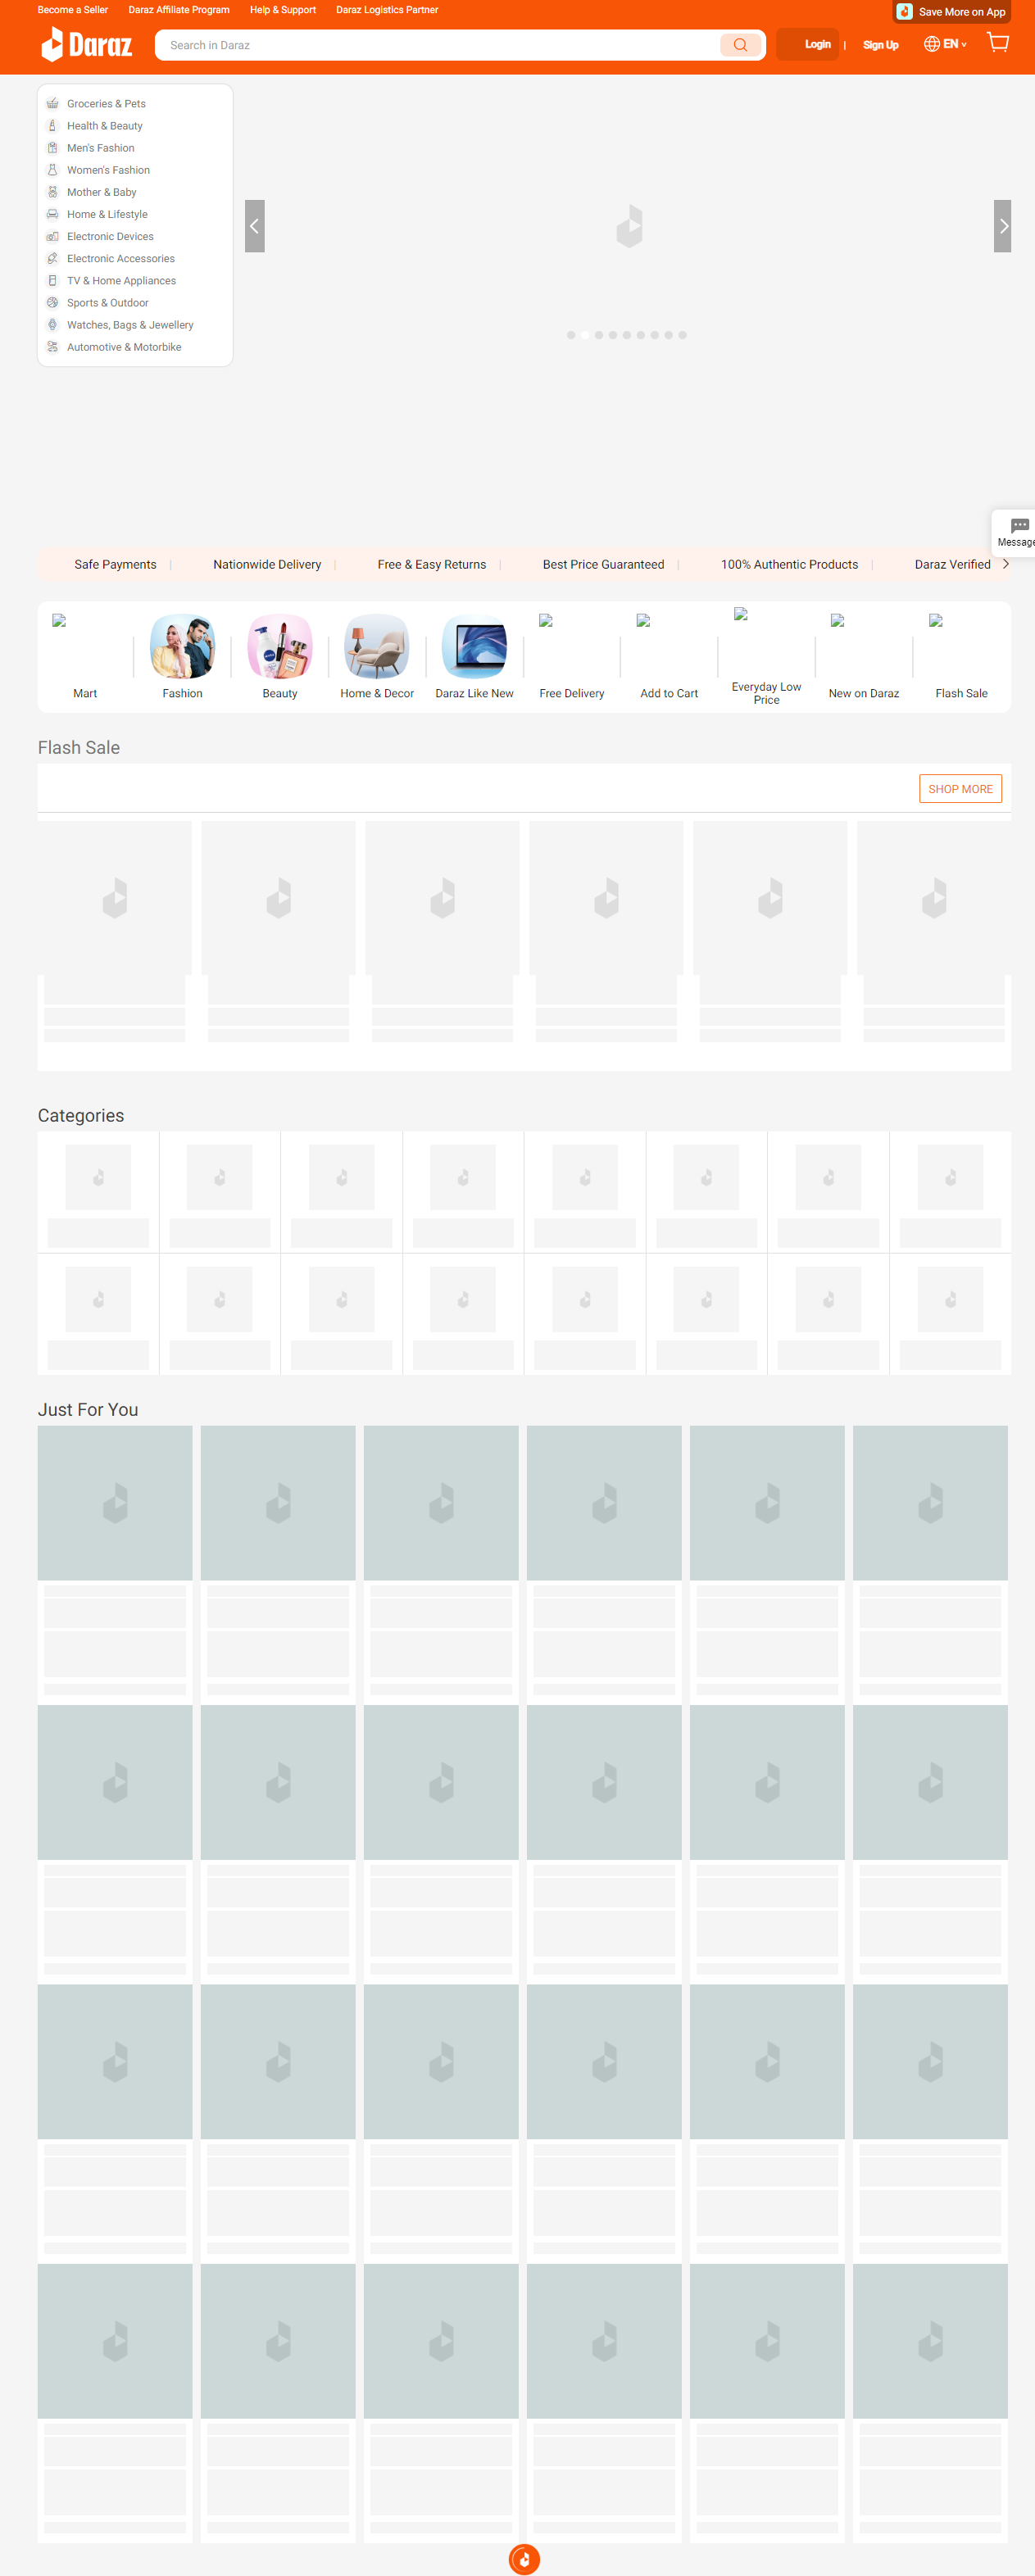 Become a Seller
Daraz Affiliate Program
Help & Support
Daraz Logistics Partner
Save More on App
Daraz
Search in Daraz
Login
|
Sign Up
EN
Groceries & Pets
Health & Beauty
Men's Fashion
Women's Fashion
Mother & Baby
Home & Lifestyle
Electronic Devices
Electronic Accessories
TV & Home Appliances
Sports & Outdoor
Watches, Bags & Jewellery
Automotive & Motorbike
Message
Safe Payments
Nationwide Delivery
Free & Easy Returns
Best Price Guaranteed
100% Authentic Products
Daraz Verified
Mart
Fashion
Beauty
Home & Decor
Daraz Like New
Free Delivery
Add to Cart
Everyday Low
Price
New on Daraz
Flash Sale
Flash Sale
SHOP MORE
Categories
Just For You